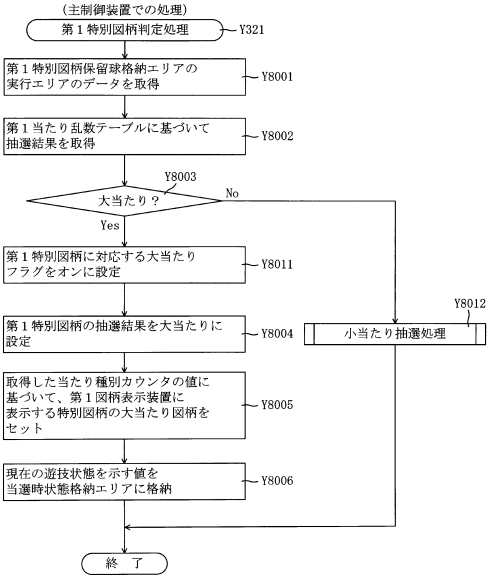 (主制御装置での処理)
第1特別図柄判定処理
Y321
第1特別図柄保留球格納エリアの
実行エリアのデータを取得
Y8001
第1当たり乱数テーブルに基づいて
抽選結果を取得
Y8002
大当たり？
Y8003
No
Yes
第1特別図柄に対応する大当たり
フラグをオンに設定
Y8011
小当たり抽選処理
Y8012
第1特別図柄の抽選結果を大当たりに
設定
Y8004
取得した当たり種別カウンタの値に
基づいて、第1図柄表示装置に
表示する特別図柄の大当たり図柄を
セット
Y8005
現在の遊技状態を示す値を
当選時状態格納エリアに格納
Y8006
終 了